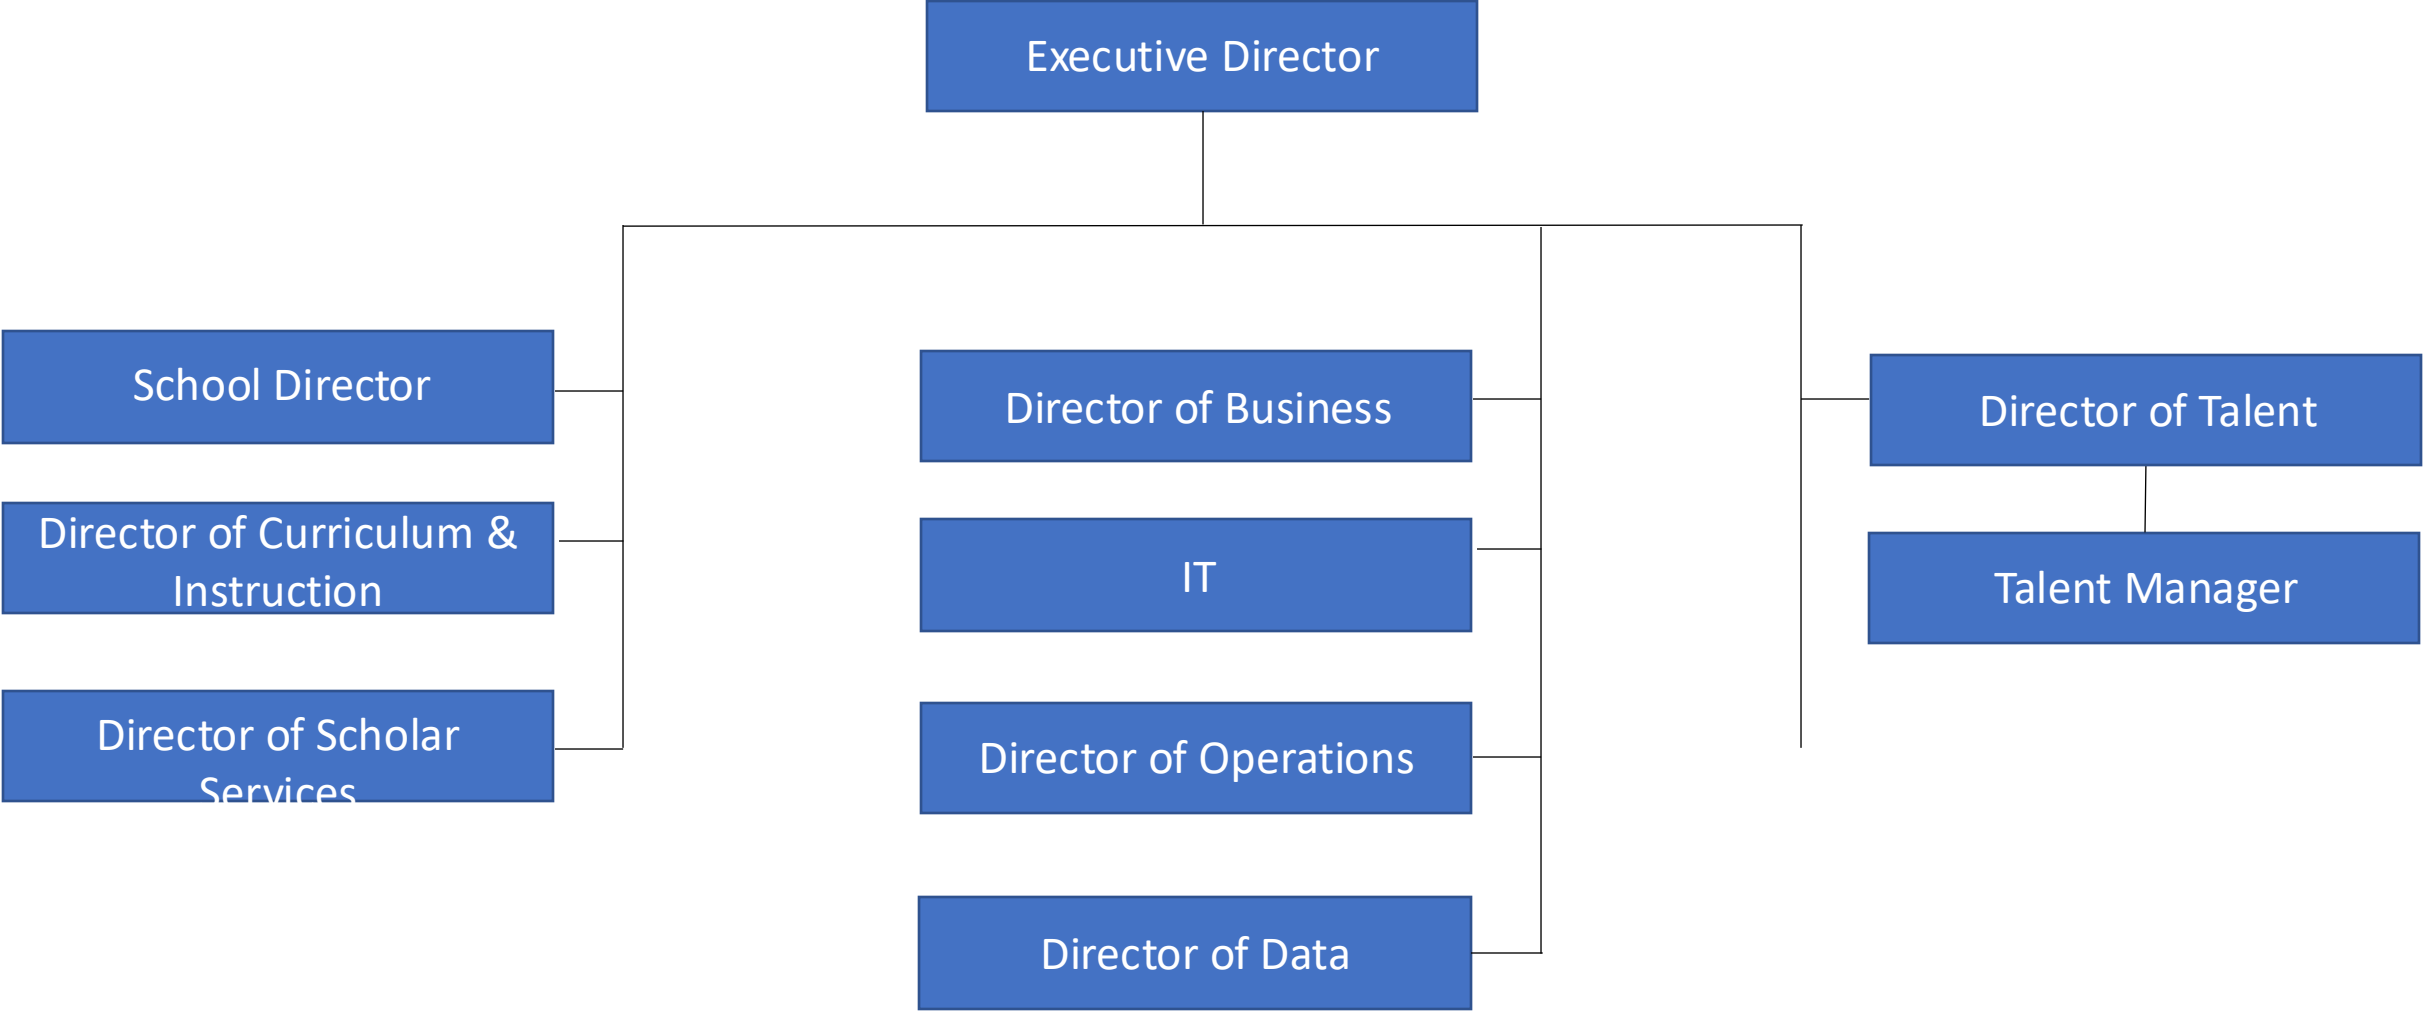 Executive Director
School Director
Director of Curriculum &
Instruction
Director of Scholar
Services
Director of Business
IT
Director of Operations
Director of Data
Director of Talent
Talent Manager